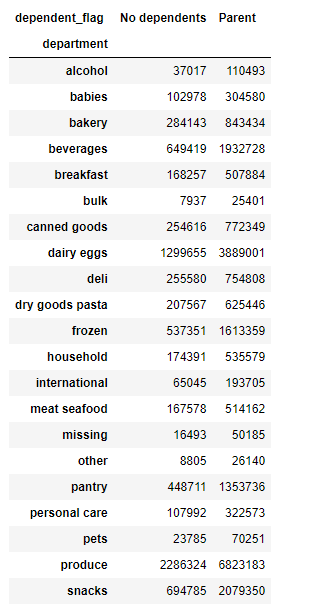 dependent_flag No dependents Parent
department
alcohol 37017 110493
babies 102978 304580
bakery 284143 843434
beverages 649419 1932728
breakfast 168257 507884
bulk 7937 25401
canned goods 254616 772349
dairy eggs 1299655 3889001
deli 255580 754808
dry goods pasta 207567 625446
frozen 537351 1613359
household 174391 535579
international 65045 193705
meat seafood 167578 514162
missing 16493 50185
other 8805 26140
pantry 448711 1353736
personal care 107992 322573
pets 23785 70251
produce 2286324 6823183
snacks 694785 2079350